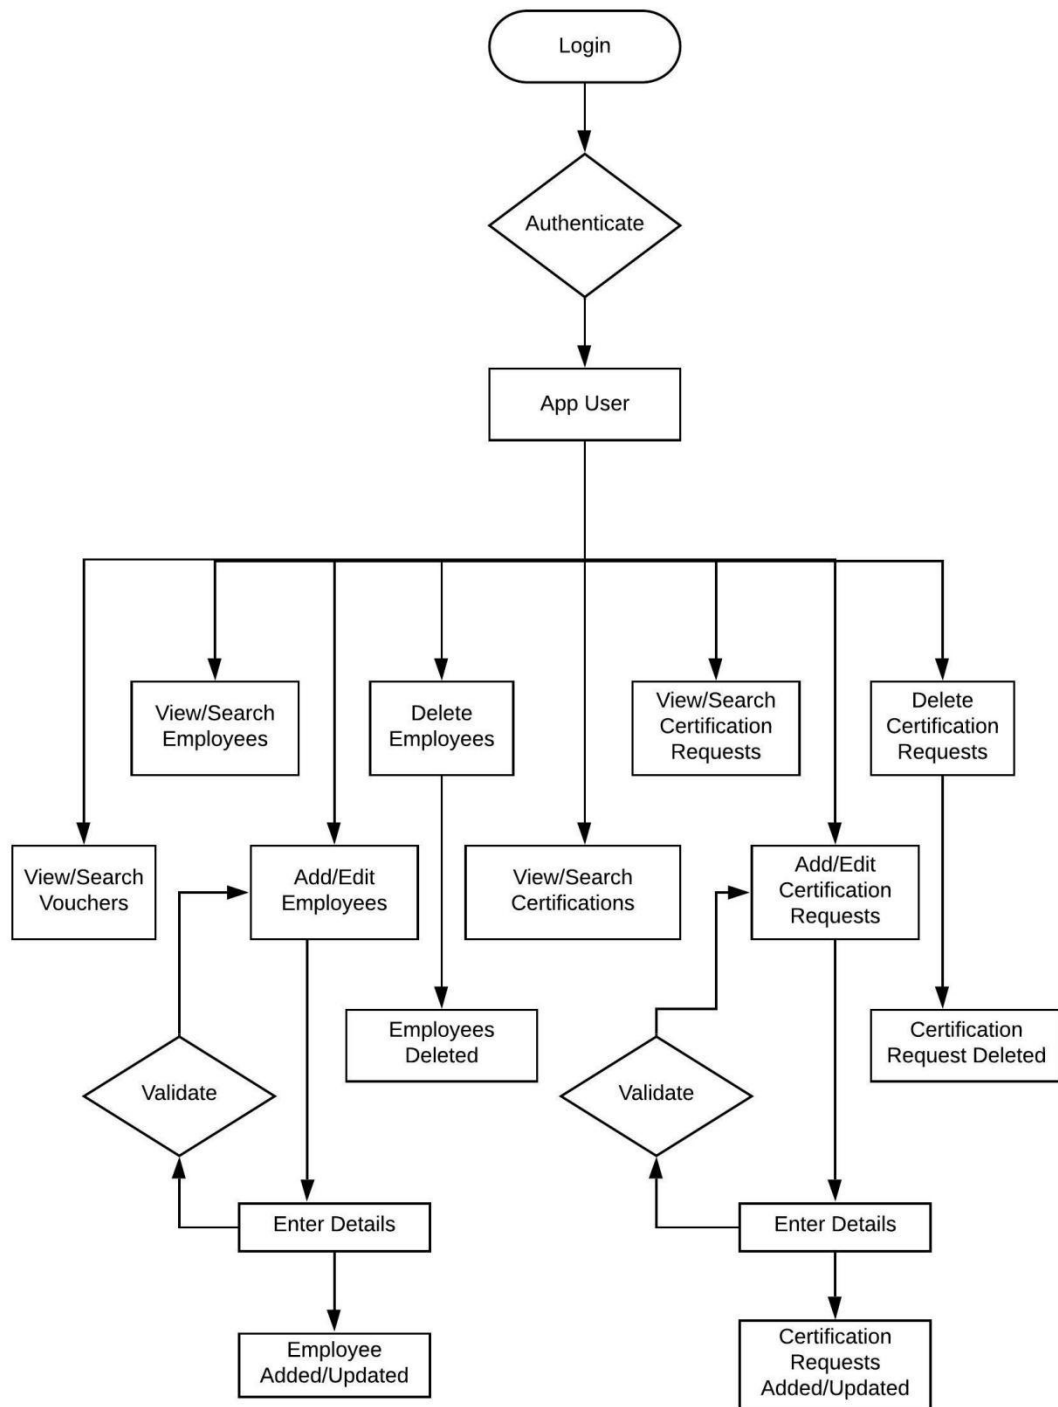 Login
Authenticate
App User
View/Search
Employees
Delete
Employees
View/Search
Certification
Requests
Delete
Certification
Requests
View/Search
Vouchers
Add/Edit
Employees
View/Search
Certifications
Add/Edit
Certification
Requests
Employees
Deleted
Certification
Request Deleted
Validate
Validate
Enter Details
Enter Details
Employee
Added/Updated
Certification
Requests
Added/Updated